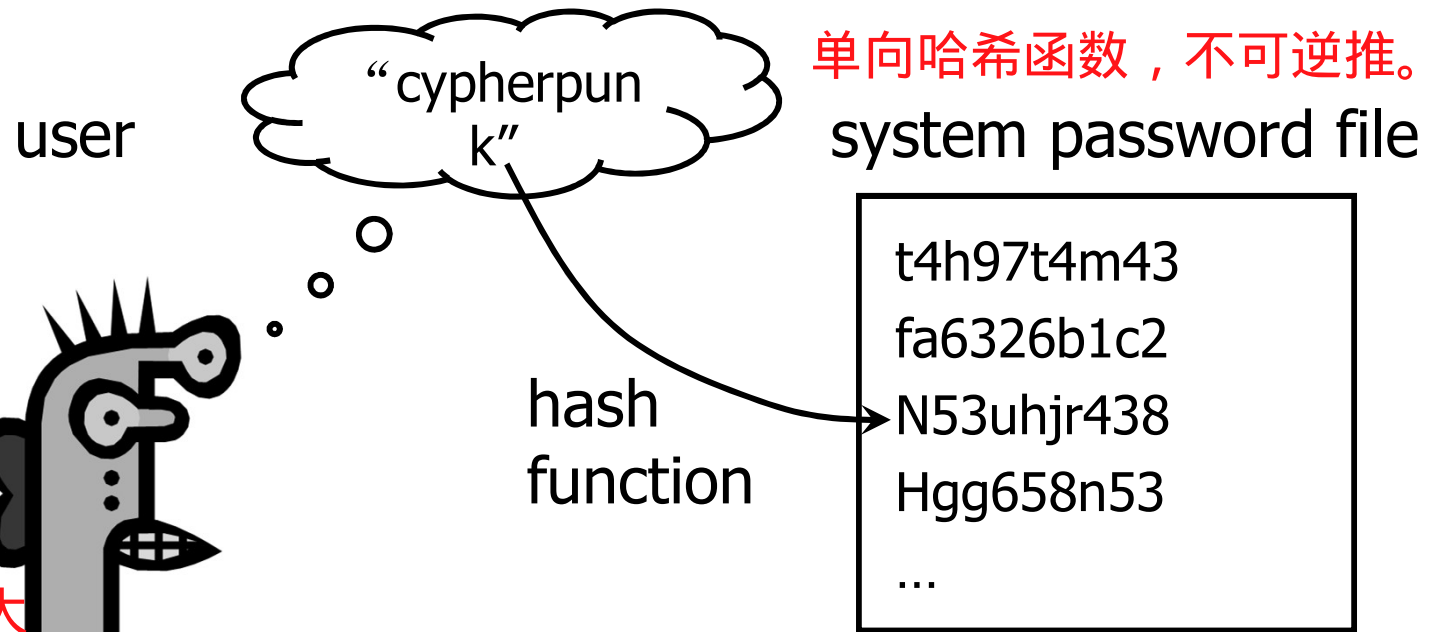 单向哈希函数，不可逆推。
user
“cypherpun
k”
system password file
t4h97t4m43
fa6326b1c2
N53uhjr438
Hgg658n53
...
hash
function